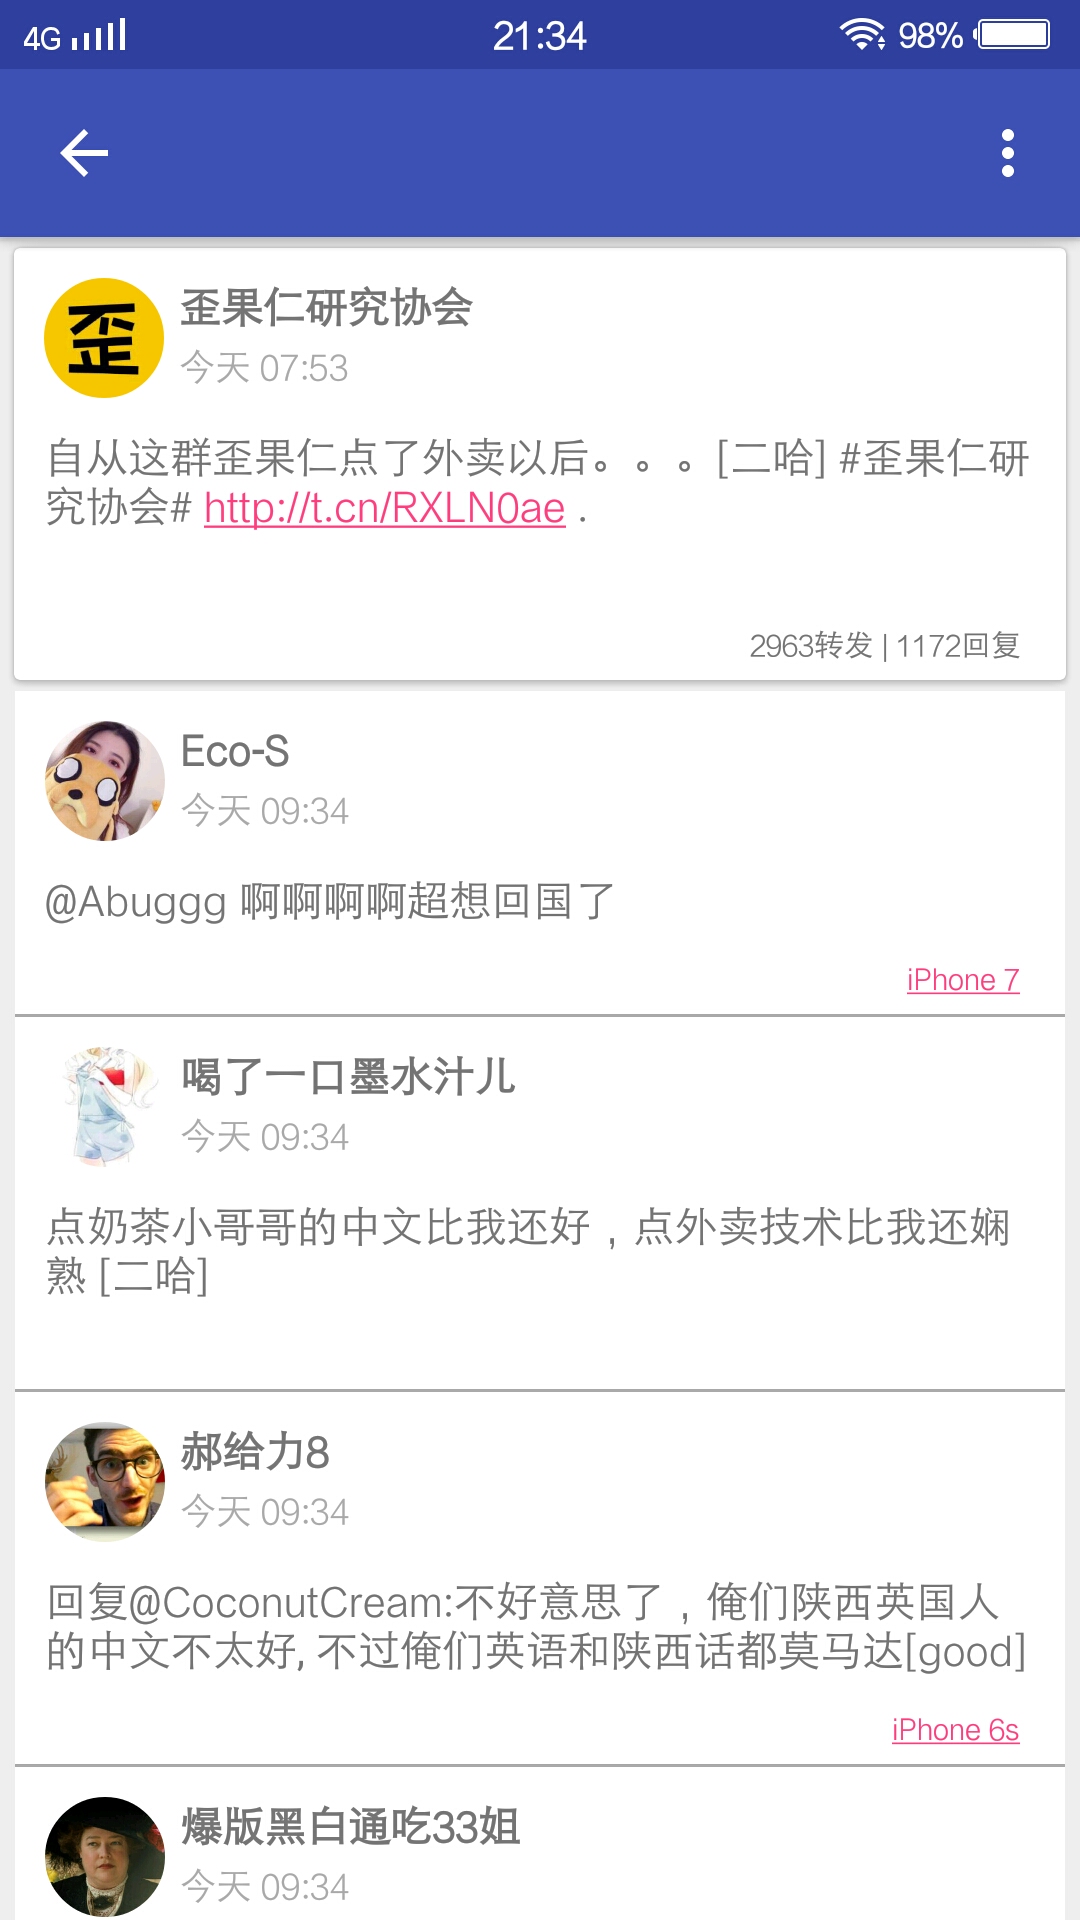 4G 21:34 98%
歪
歪果仁研究协会
今天 07:53
自从这群歪果仁点了外卖以后。。。[二哈] #歪果仁研
究协会# http://t.cn/RXLN0ae .
2963转发 | 1172回复
Eco-S
今天 09:34
@Abuggg 啊啊啊啊超想回国了
iPhone 7
喝了一口墨水汁儿
今天 09:34
点奶茶小哥哥的中文比我还好，点外卖技术比我还娴
熟 [二哈]
郝给力8
今天 09:34
回复@CoconutCream:不好意思了，俺们陕西英国人
的中文不太好, 不过俺们英语和陕西话都莫马达[good]
iPhone 6s
爆版黑白通吃33姐
今天 09:34